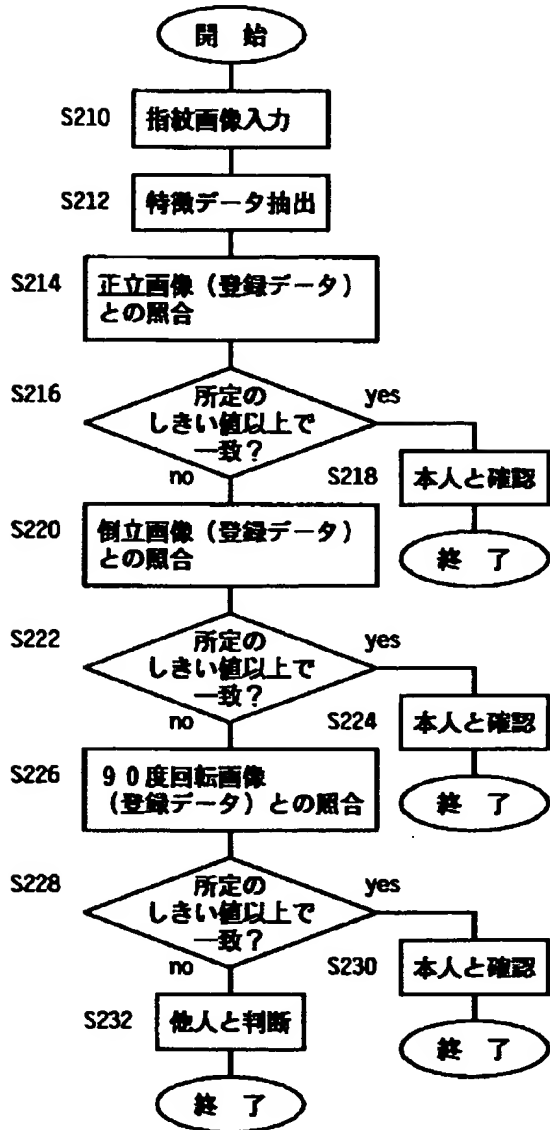 開 始
S210
指紋画像入力
S212
特徴データ抽出
S214
正立画像（登録データ）
との照合
S216
所定の
しきい値以上で
一致？
yes
no
S218
本人と確認
終 了
S220
倒立画像（登録データ）
との照合
S222
所定の
しきい値以上で
一致？
yes
no
S224
本人と確認
終 了
S226
９０度回転画像
（登録データ）との照合
S228
所定の
しきい値以上で
一致？
yes
no
S230
本人と確認
終 了
S232
他人と判断
終 了